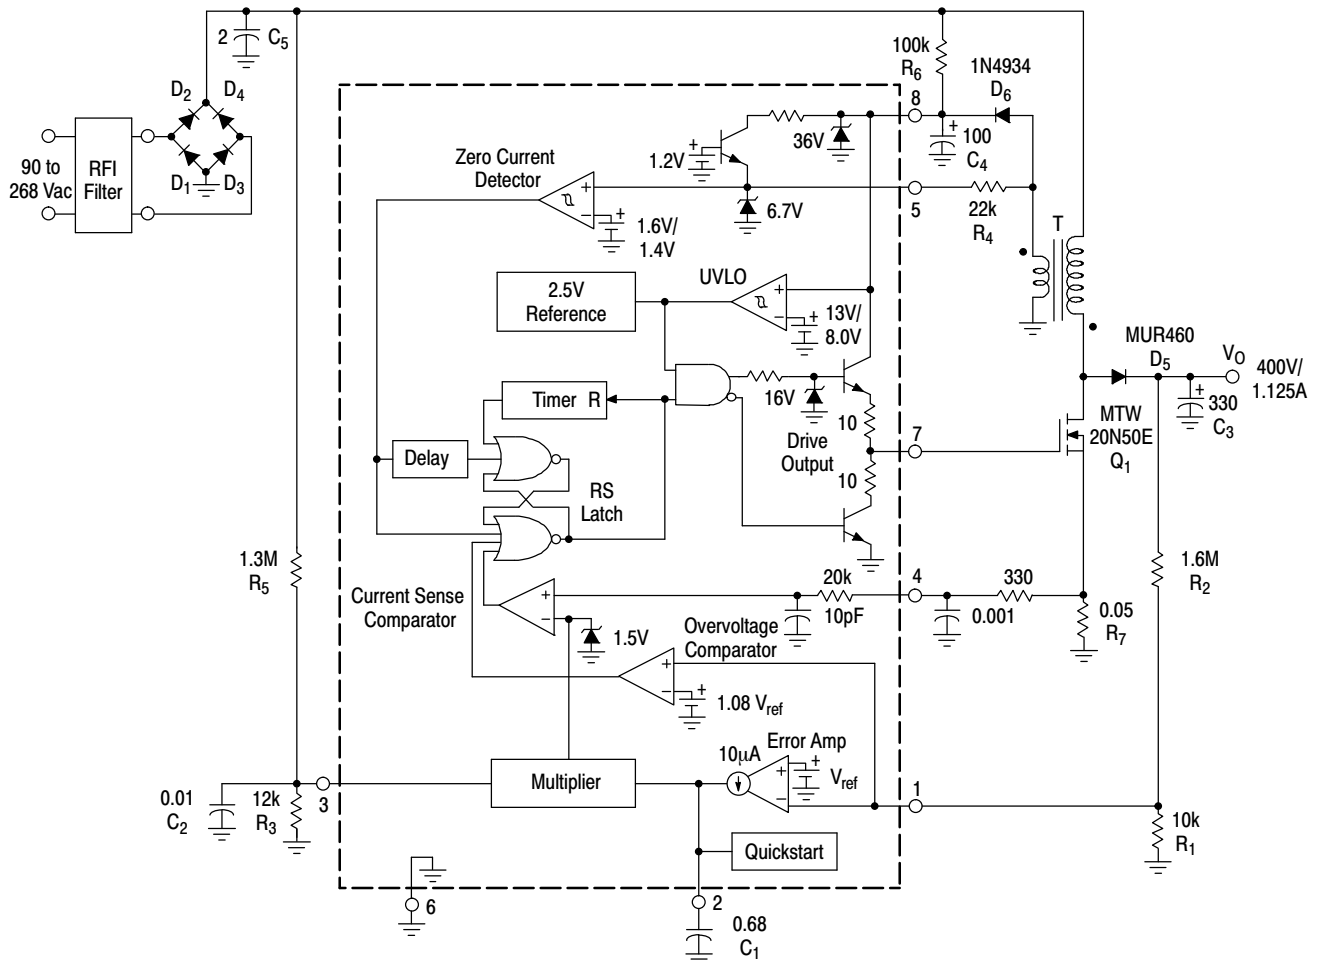 2
C5
D2
D4
D1
D3
90 to
268 Vac
RFI
Filter
100k
R6
1N4934
D6
8
100
C4
36V
1.2V
Zero Current
Detector
6.7V
1.6V/
1.4V
5
22k
R4
T
2.5V
Reference
UVLO
13V/
8.0V
Timer R
16V
Delay
RS
Latch
10
Drive
Output
10
7
MUR460
D5
VO
400V/
1.125A
330
C3
MTW
20N50E
Q1
1.3M
R5
Current Sense
Comparator
20k
10pF
4
330
0.001
0.05
R7
1.6M
R2
1.5V
Overvoltage
Comparator
1.08 Vref
Multiplier
10µA
Error Amp
Vref
1
10k
R1
0.01
C2
12k
R3
3
Quickstart
6
2
0.68
C1